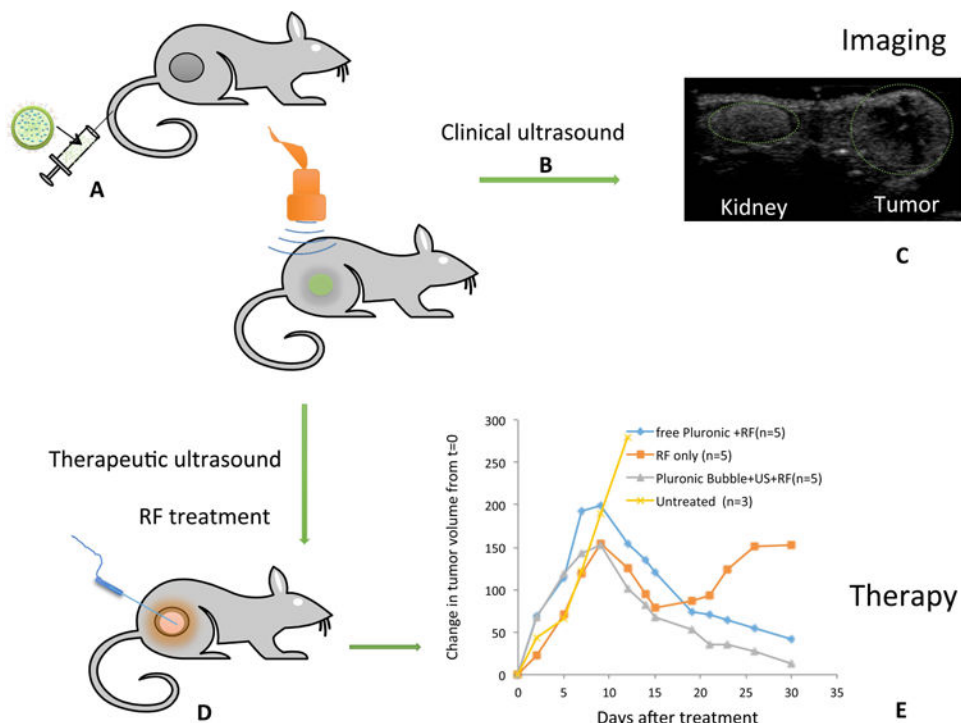 Imaging
Clinical ultrasound
A
B
Kidney
Tumor
C
Therapeutic ultrasound
RF treatment
D
Change in tumor volume from t=0
300
250
200
150
100
50
0
0 5 10 15 20 25 30 35
Days after treatment
free Pluronic +RF(n=5)
RF only (n=5)
Pluronic Bubble+US+RF(n=5)
Untreated (n=3)
Therapy
E